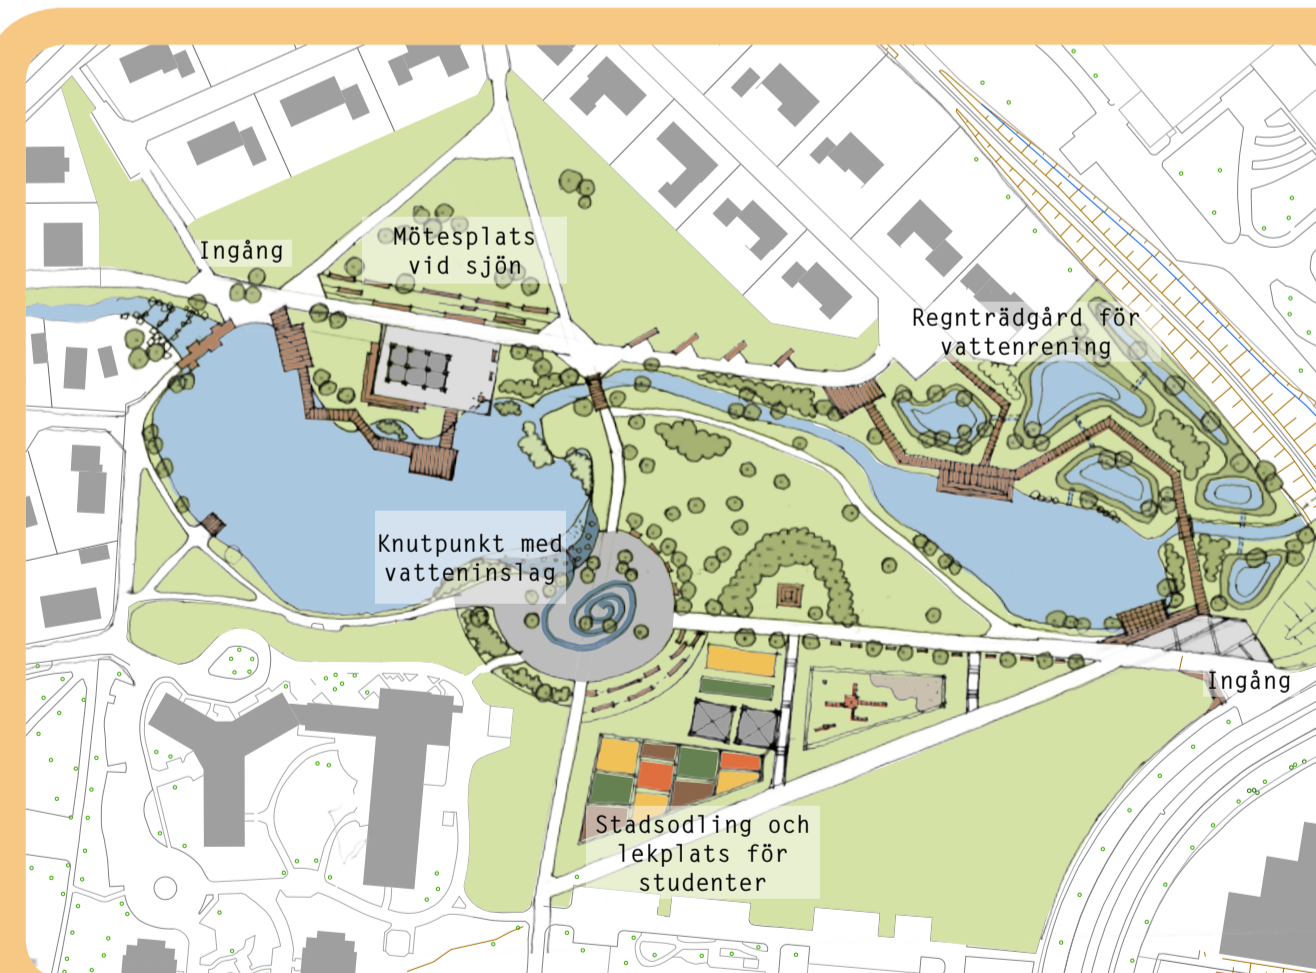 Ingång
Mötesplats
vid sjön
Regnträdgård för
vattenrening
Knutpunkt med
vatteninslag
Ingång
Stadsodling och
lekplats för
studenter